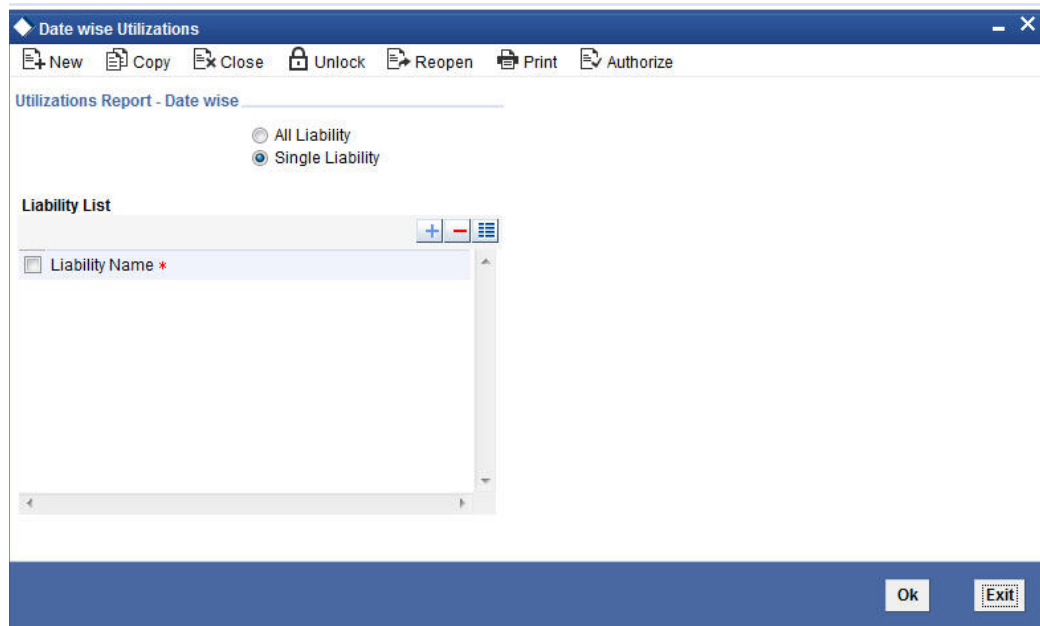 Date wise Utilizations
New Copy Close Unlock Reopen Print Authorize
Utilizations Report - Date wise
All Liability
Single Liability
Liability List
Liability Name *
Ok Exit